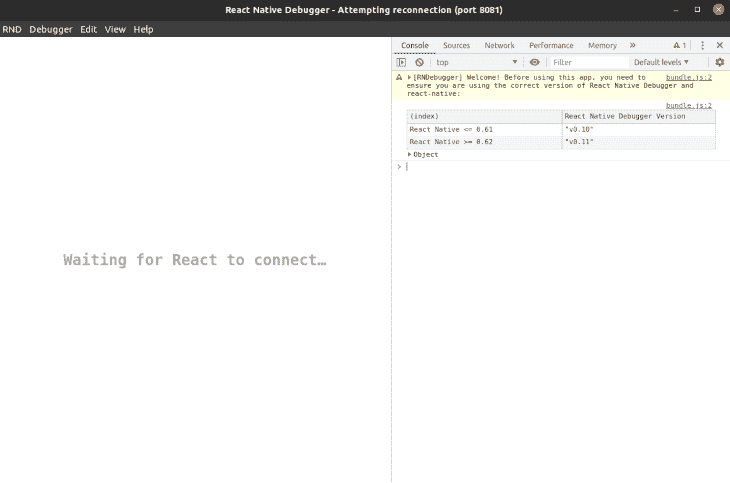 React Native Debugger - Attempting reconnection (port 8081)
RND Debugger Edit View Help
Console Sources Network Performance Memory » 1
top Filter Default levels
[RNDebugger] Welcome! Before using this app, you need to bundle.js:2
ensure you are using the correct version of React Native Debugger and
react-native:
bundle.js:2
(index) React Native Debugger Version
React Native <= 0.61 "v0.10"
React Native >= 0.62 "v0.11"
Object
>
Waiting for React to connect…